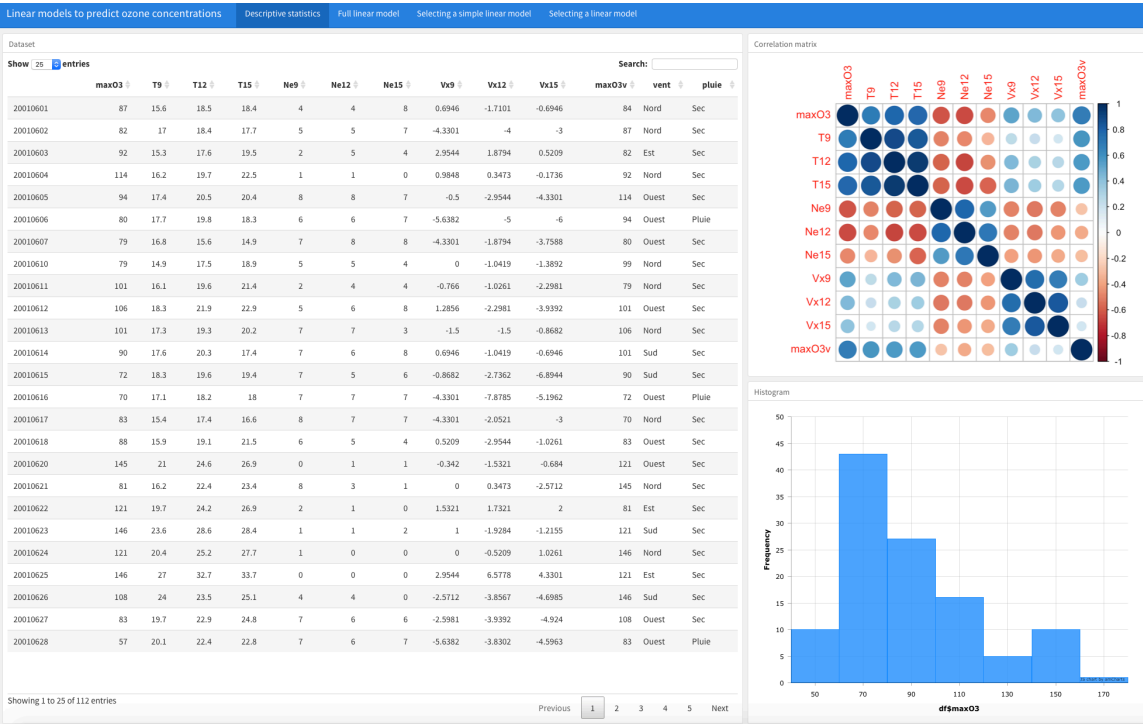 Linear models to predict ozone concentrations Descriptive statistics Full linear model Selecting a simple linear model Selecting a linear model
Dataset
Show 25 entries Search:
maxO3 T9 T12 T15 Ne9 Ne12 Ne15 Vx9 Vx12 Vx15 maxO3v vent pluie
20010601 87 15.6 18.5 18.4 4 4 8 0.6946 -1.7101 -0.6946 84 Nord Sec
20010602 82 17 18.4 17.7 5 5 7 -4.3301 -4 -3 87 Nord Sec
20010603 92 15.3 17.6 19.5 2 5 4 2.9544 1.8794 0.5209 82 Est Sec
20010604 114 16.2 19.7 22.5 1 1 0 0.9848 0.3473 -0.1736 92 Nord Sec
20010605 94 17.4 20.5 20.4 8 8 7 -0.5 -2.9544 -4.3301 114 Ouest Sec
20010606 80 17.7 19.8 18.3 6 6 7 -5.6382 -5 -6 94 Ouest Pluie
20010607 79 16.8 15.6 14.9 7 8 8 -4.3301 -1.8794 -3.7588 80 Ouest Sec
20010610 79 14.9 17.5 18.9 5 5 4 0 -1.0419 -1.3892 99 Nord Sec
20010611 101 16.1 19.6 21.4 2 4 4 -0.766 -1.0261 -2.2981 79 Nord Sec
20010612 106 18.3 21.9 22.9 5 6 8 1.2856 -2.2981 -3.9392 101 Ouest Sec
20010613 101 17.3 19.3 20.2 7 7 3 -1.5 -1.5 -0.8682 106 Nord Sec
20010614 90 17.6 20.3 17.4 7 6 8 0.6946 -1.0419 -0.6946 101 Sud Sec
20010615 72 18.3 19.6 19.4 7 5 6 -0.8682 -2.7362 -6.8944 90 Sud Sec
20010616 70 17.1 18.2 18 7 7 7 -4.3301 -7.8785 -5.1962 72 Ouest Pluie
20010617 83 15.4 17.4 16.6 8 7 7 -4.3301 -2.0521 -3 70 Nord Sec
20010618 88 15.9 19.1 21.5 6 5 4 0.5209 -2.9544 -1.0261 83 Ouest Sec
20010620 145 21 24.6 26.9 0 1 1 -0.342 -1.5321 -0.684 121 Ouest Sec
20010621 81 16.2 22.4 23.4 8 3 1 0 0.3473 -2.5712 145 Nord Sec
20010622 121 19.7 24.2 26.9 2 1 0 1.5321 1.7321 2 81 Est Sec
20010623 146 23.6 28.6 28.4 1 1 2 1 -1.9284 -1.2155 121 Sud Sec
20010624 121 20.4 25.2 27.7 1 0 0 0 -0.5209 1.0261 146 Nord Sec
20010625 146 27 32.7 33.7 0 0 0 2.9544 6.5778 4.3301 121 Est Sec
20010626 108 24 23.5 25.1 4 4 0 -2.5712 -3.8567 -4.6985 146 Sud Sec
20010627 83 19.7 22.9 24.8 7 6 6 -2.5981 -3.9392 -4.924 108 Ouest Sec
20010628 57 20.1 22.4 22.8 7 6 7 -5.6382 -3.8302 -4.5963 83 Ouest Pluie
Showing 1 to 25 of 112 entries
Previous 1 2 3 4 5 Next
Correlation matrix
maxO3 T9 T12 T15 Ne9 Ne12 Ne15 Vx9 Vx12 Vx15 maxO3v
maxO3
T9
T12
T15
Ne9
Ne12
Ne15
Vx9
Vx12
Vx15
maxO3v
1
0.8
0.6
0.4
0.2
0
-0.2
-0.4
-0.6
-0.8
-1
Histogram
50
45
40
35
30
25
20
15
10
5
0
Frequency
50 70 90 110 130 150 170
df$maxO3